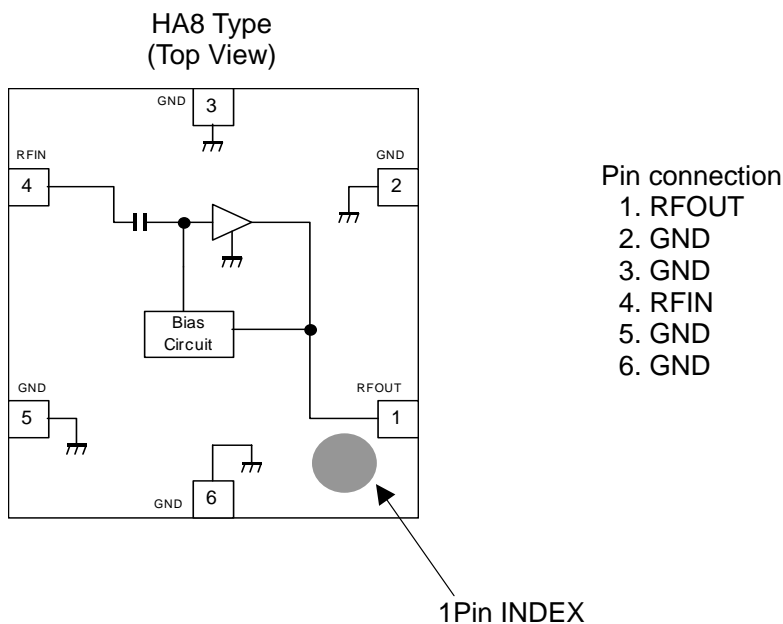 HA8 Type
(Top View)
GND
3
RFIN
4
GND
2
Bias
Circuit
GND
5
RFOUT
1
GND
6
1Pin INDEX
Pin connection
1. RFOUT
2. GND
3. GND
4. RFIN
5. GND
6. GND